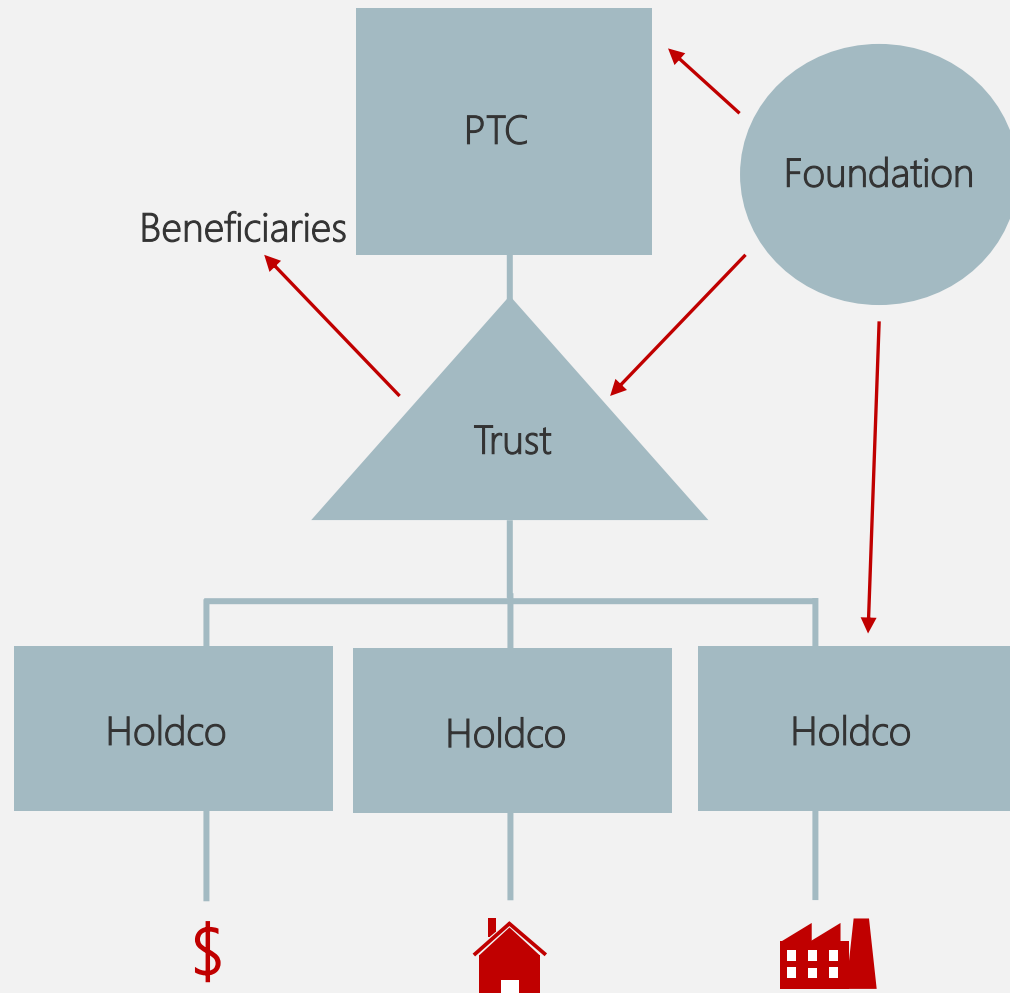 PTC
Foundation
Beneficiaries
Trust
Holdco
Holdco
Holdco
$